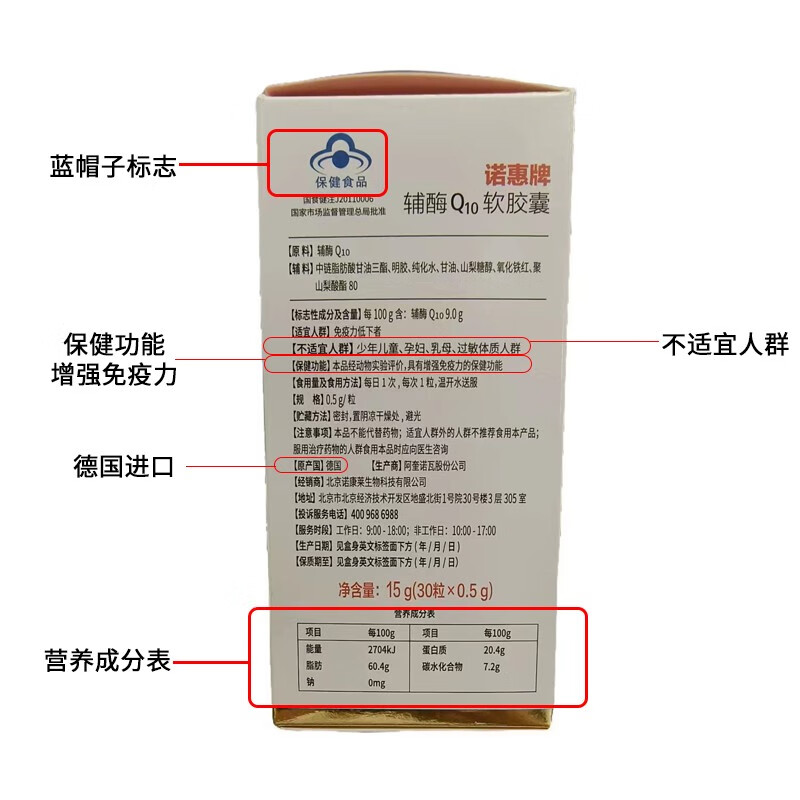 蓝帽子标志
保健食品
国食健注J20110006
国家市场监督管理总局批准
诺惠牌
辅酶Q10软胶囊
【原料】辅酶Q10
【辅料】中链脂肪酸甘油三酯、明胶、纯化水、甘油、山梨糖醇、氧化铁红、聚
山梨酸酯80
【标志性成分及含量】每100g含：辅酶Q10 9.0g
【适宜人群】免疫力低下者
【不适宜人群】少年儿童、孕妇、乳母、过敏体质人群
不适宜人群
保健功能
增强免疫力
【保健功能】本品经动物实验评价，具有增强免疫力的保健功能
【食用量及食用方法】每日1次，每次1粒，温开水送服
【规 格】0.5g/粒
【贮藏方法】密封，置阴凉干燥处，避光
【注意事项】本品不能代替药物；适宜人群外的人群不推荐食用本产品；
服用治疗药物的人群食用本品时应向医生咨询
德国进口
【原产国】德国 【生产商】阿奎诺瓦股份公司
【经销商】北京诺康莱生物科技有限公司
【地址】北京市北京经济技术开发区地盛北街1号院30号楼3层305室
【投诉服务电话】400 968 6988
【服务时段】工作日：9:00-18:00；非工作日：10:00-17:00
【生产日期】见盒身英文标签面下方(年/月/日)
【保质期至】见盒身英文标签面下方(年/月/日)
净含量：15g(30粒×0.5g)
营养成分表
营养成分表
项目 每100g 项目 每100g
能量 2704kJ 蛋白质 20.4g
脂肪 60.4g 碳水化合物 7.2g
钠 0mg